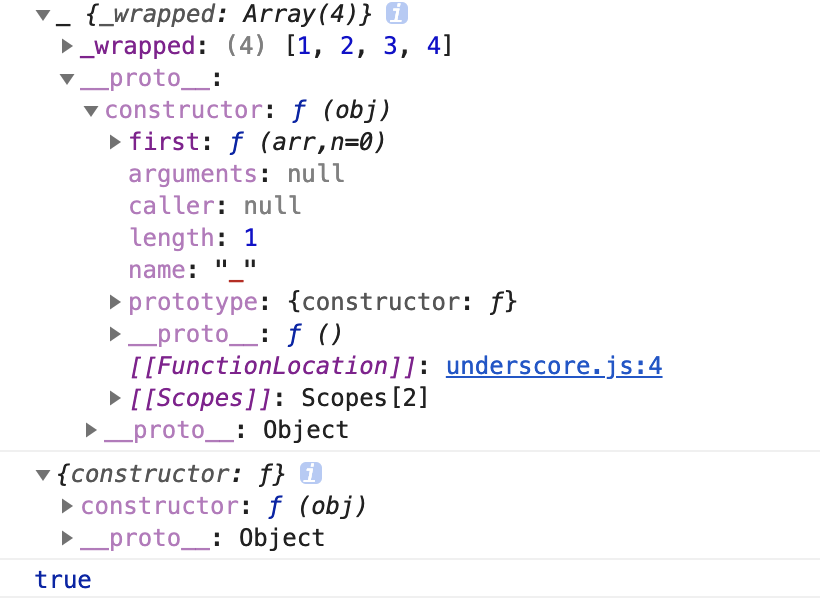 ▼_ {_wrapped: Array(4)} i
▶_wrapped: (4) [1, 2, 3, 4]
▼__proto__:
▼constructor: ƒ (obj)
▶first: ƒ (arr,n=0)
arguments: null
caller: null
length: 1
name: "_"
▶prototype: {constructor: ƒ}
▶__proto__: ƒ ()
[[FunctionLocation]]: underscore.js:4
▶[[Scopes]]: Scopes[2]
▶__proto__: Object
▼{constructor: ƒ} i
▶constructor: ƒ (obj)
▶__proto__: Object
true